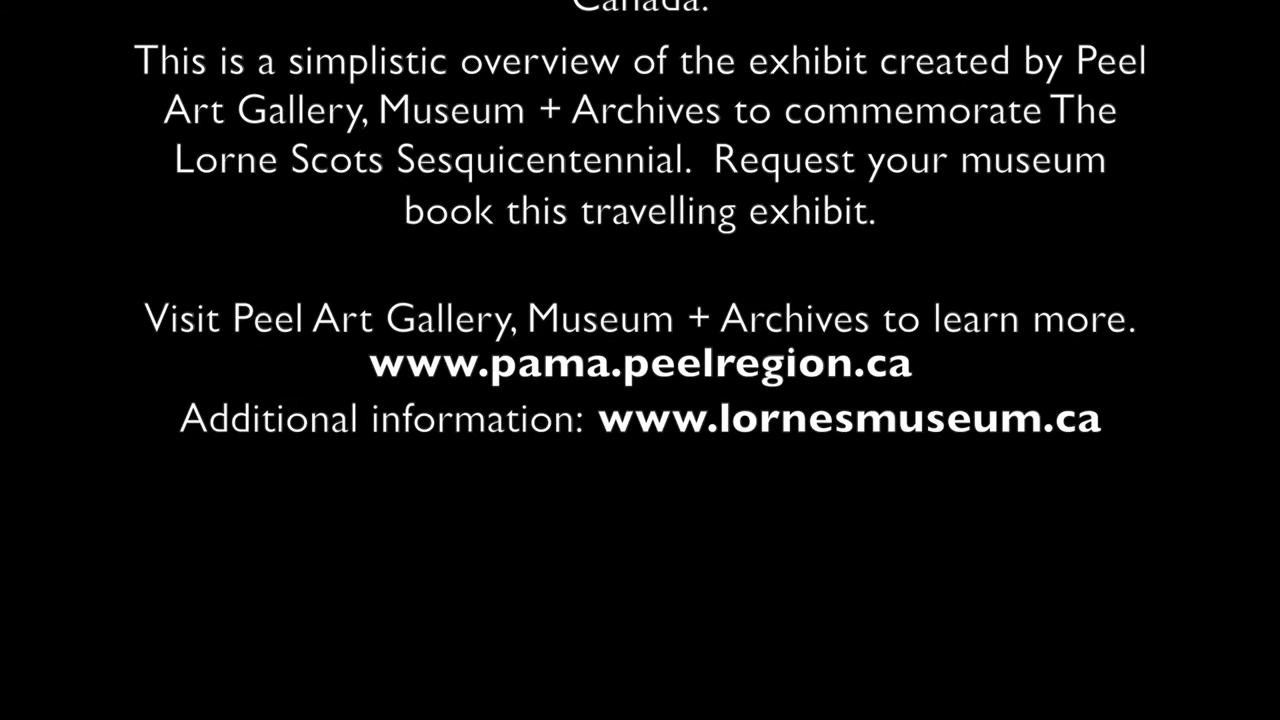 Canada.
This is a simplistic overview of the exhibit created by Peel
Art Gallery, Museum + Archives to commemorate The
Lorne Scots Sesquicentennial.  Request your museum
book this travelling exhibit.
Visit Peel Art Gallery, Museum + Archives to learn more.
www.pama.peelregion.ca
Additional information: www.lornesmuseum.ca